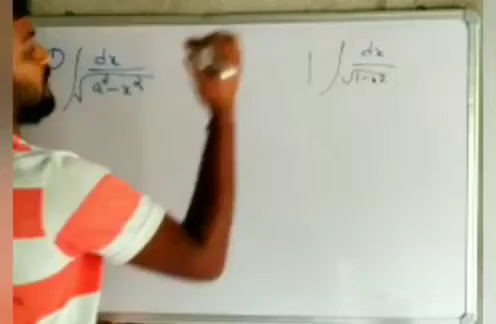 1) ∫ dx / √(a² - x²)
| ∫ dx / √(1-x²)